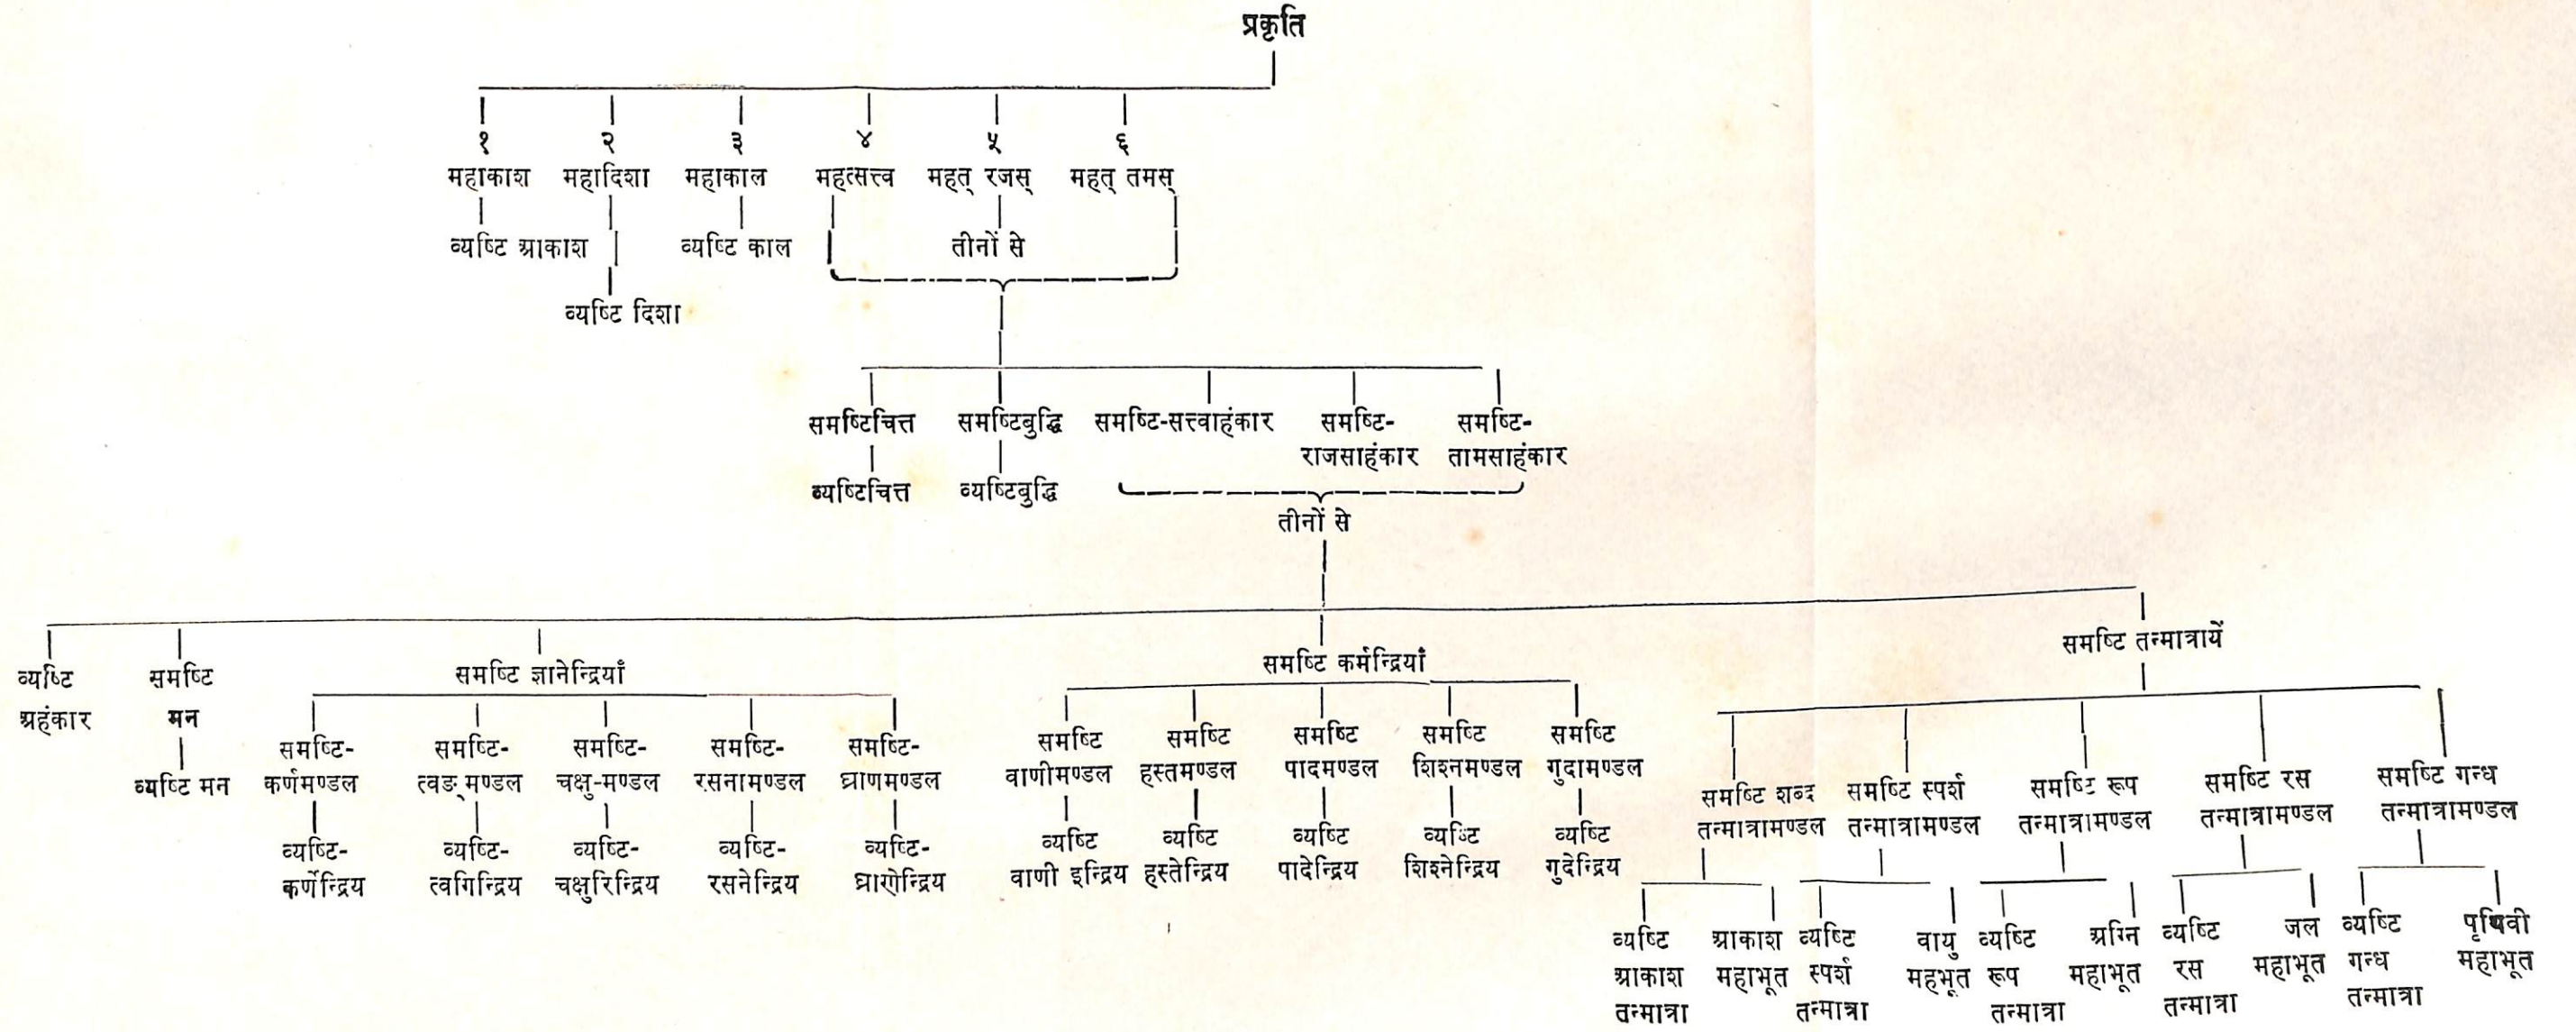 प्रकृति
१ २ ३ ४ ५ ६
महाकाश महादिशा महाकाल महत्सत्त्व महत् रजस् महत् तमस्
व्यष्टि आकाश व्यष्टि काल तीनों से
व्यष्टि दिशा
समष्टिचित्त समष्टिबुद्धि समष्टि-सत्त्वाहंकार समष्टि- समष्टि-
राजसाहंकार तामसाहंकार
व्यष्टिचित्त व्यष्टिबुद्धि
तीनों से
व्यष्टि
अहंकार
समष्टि
मन
व्यष्टि मन
समष्टि ज्ञानेन्द्रियाँ
समष्टि- समष्टि- समष्टि- समष्टि- समष्टि-
कर्णमण्डल त्वङ्मण्डल चक्षु-मण्डल रसनामण्डल घ्राणमण्डल
व्यष्टि- व्यष्टि- व्यष्टि- व्यष्टि- व्यष्टि-
कर्णेन्द्रिय त्वगिन्द्रिय चक्षुरिन्द्रिय रसनेन्द्रिय घ्राणेन्द्रिय
समष्टि कर्मेन्द्रियाँ
समष्टि समष्टि समष्टि समष्टि समष्टि
वाणीमण्डल हस्तमण्डल पादमण्डल शिश्नमण्डल गुदामण्डल
व्यष्टि व्यष्टि व्यष्टि व्यष्टि व्यष्टि
वाणी इन्द्रिय हस्तेन्द्रिय पादेन्द्रिय शिश्नेन्द्रिय गुदेन्द्रिय
समष्टि तन्मात्रायें
समष्टि शब्द समष्टि स्पर्श समष्टि रूप समष्टि रस समष्टि गन्ध
तन्मात्रामण्डल तन्मात्रामण्डल तन्मात्रामण्डल तन्मात्रामण्डल तन्मात्रामण्डल
व्यष्टि आकाश व्यष्टि वायु व्यष्टि अग्नि व्यष्टि जल व्यष्टि पृथिवी
आकाश महाभूत स्पर्श महभूत रूप महाभूत रस महाभूत गन्ध महाभूत
तन्मात्रा तन्मात्रा तन्मात्रा तन्मात्रा तन्मात्रा